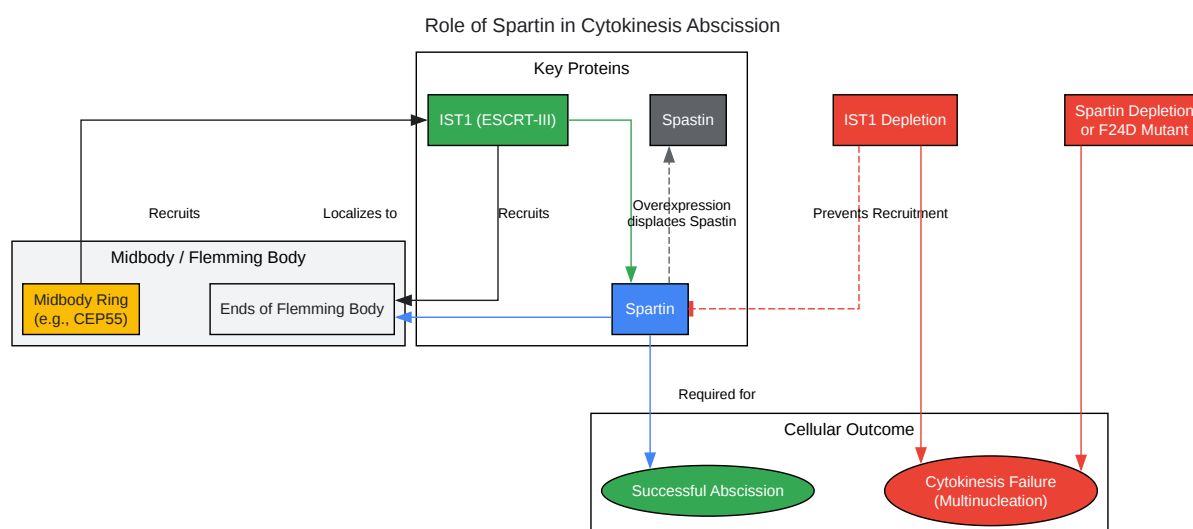 Role of Spartin in Cytokinesis Abscission
Key Proteins
IST1 (ESCRT-III)
Spastin
IST1 Depletion
Spartin Depletion
or F24D Mutant
Recruits
Localizes to
Recruits
Overexpression
displaces Spastin
Prevents Recruitment
Midbody / Flemming Body
Midbody Ring
(e.g., CEP55)
Ends of Flemming Body
Spartin
Required for
Cellular Outcome
Successful Abscission
Cytokinesis Failure
(Multinucleation)